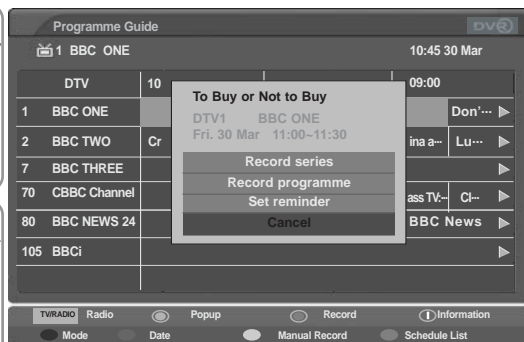 Programme Guide DVR
1 BBC ONE 10:45 30 Mar
DTV 10 09:00
To Buy or Not to Buy
DTV1 BBC ONE
Fri. 30 Mar 11:00~11:30
Record series
Record programme
Set reminder
Cancel
1 BBC ONE Don'···
2 BBC TWO Cr ina a··· Lu···
7 BBC THREE
70 CBBC Channel ass TV:··· Cl···
80 BBC NEWS 24 BBC News
105 BBCi
TV/RADIO Radio Popup Record Information
Mode Date Manual Record Schedule List